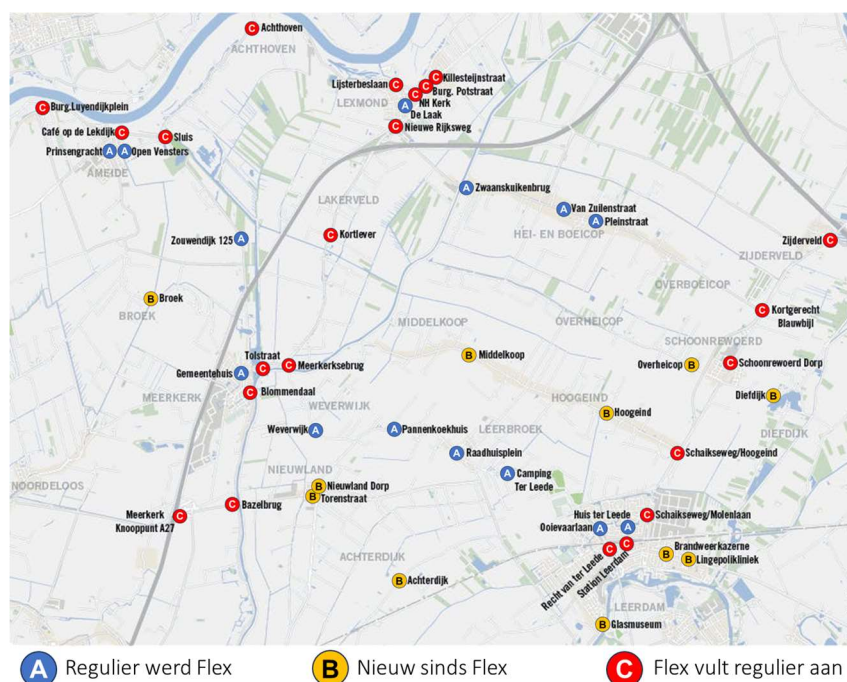 C Achthoven
ACHTHOVEN
Lijsterbeslaan C
C Killesteijnstraat
C Burg. Potstraat
C
LEXMOND
A NH Kerk
De Laak
C Nieuwe Rijksweg
C Burg.Luyendijkplein
Café op de Lekdijk C
C Sluis
Prinsengracht A
A Open Vensters
AMEIDE
A Zwaanskuikenbrug
LAKERVELD
A Van Zuilenstraat
A Pleinstraat
HEI- EN BOEICOP
Zouwendijk 125 A
C Kortlever
Zijderveld C
ZIJDERVELD
OVERBOEICOP
B Broek
BROEK
C Kortgerecht
Blauwbijl
MIDDELKOOP
OVERHEICOP
SCHOONREWOERD
Tolstraat
C
C Meerkerksebrug
B Middelkoop
Overheicop B
C Schoonrewoerd Dorp
Gemeentehuis A
C Blommendaal
MEERKERK
WEVERWIJK
HOOGEIND
B Hoogeind
Diefdijk B
DIEFDIJK
Weverwijk A
A Pannenkoekhuis
LEERBROEK
A Raadhuisplein
C Schaikseweg/Hoogeind
NIEUWLAND
A Camping
Ter Leede
NOORDELOOS
B Nieuwland Dorp
B Torenstraat
C Bazelbrug
Meerkerk C
Knooppunt A27
Huis ter Leede A
C Schaikseweg/Molenlaan
Ooievaarlaan A
ACHTERDIJK
Recht van ter Leede C
Station Leerdam C
B Brandweerkazerne
B Lingepolikliniek
B Achterdijk
LEERDAM
B Glasmuseum
A Regulier werd Flex
B Nieuw sinds Flex
C Flex vult regulier aan